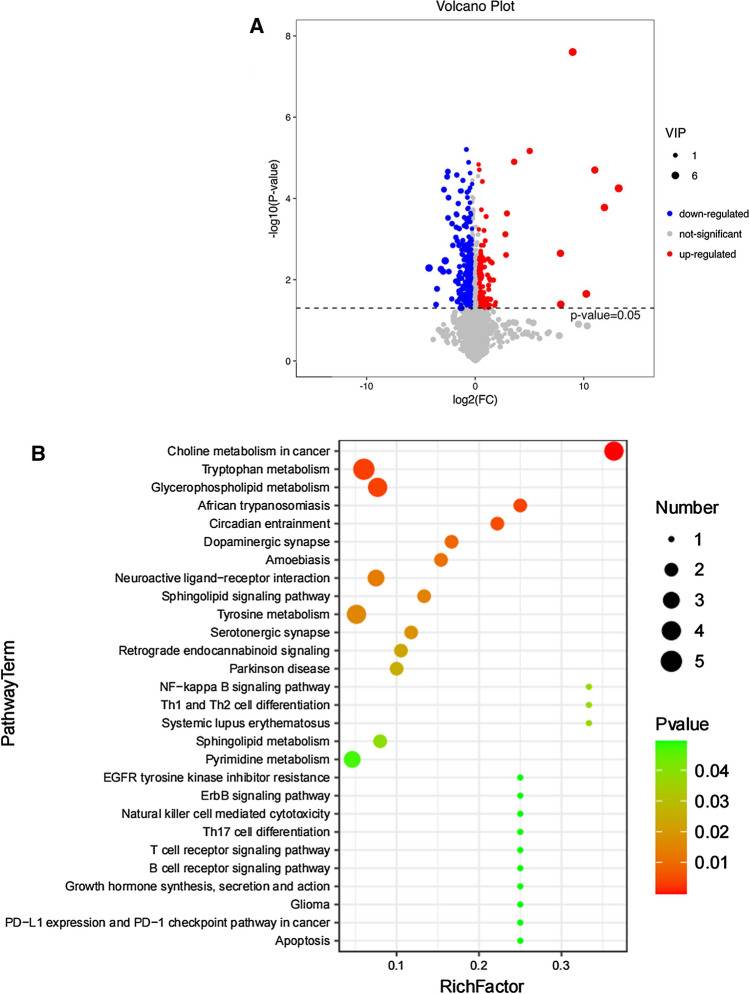 Volcano Plot
A
8
6
4
2
0
-log10(P-value)
p-value=0.05
-10
0
10
log2(FC)
VIP
1
6
down-regulated
not-significant
up-regulated
B
PathwayTerm
Choline metabolism in cancer
Tryptophan metabolism
Glycerophospholipid metabolism
African trypanosomiasis
Circadian entrainment
Dopaminergic synapse
Amoebiasis
Neuroactive ligand−receptor interaction
Sphingolipid signaling pathway
Tyrosine metabolism
Serotonergic synapse
Retrograde endocannabinoid signaling
Parkinson disease
NF−kappa B signaling pathway
Th1 and Th2 cell differentiation
Systemic lupus erythematosus
Sphingolipid metabolism
Pyrimidine metabolism
EGFR tyrosine kinase inhibitor resistance
ErbB signaling pathway
Natural killer cell mediated cytotoxicity
Th17 cell differentiation
T cell receptor signaling pathway
B cell receptor signaling pathway
Growth hormone synthesis, secretion and action
Glioma
PD−L1 expression and PD−1 checkpoint pathway in cancer
Apoptosis
0.1
0.2
0.3
RichFactor
Number
1
2
3
4
5
Pvalue
0.04
0.03
0.02
0.01